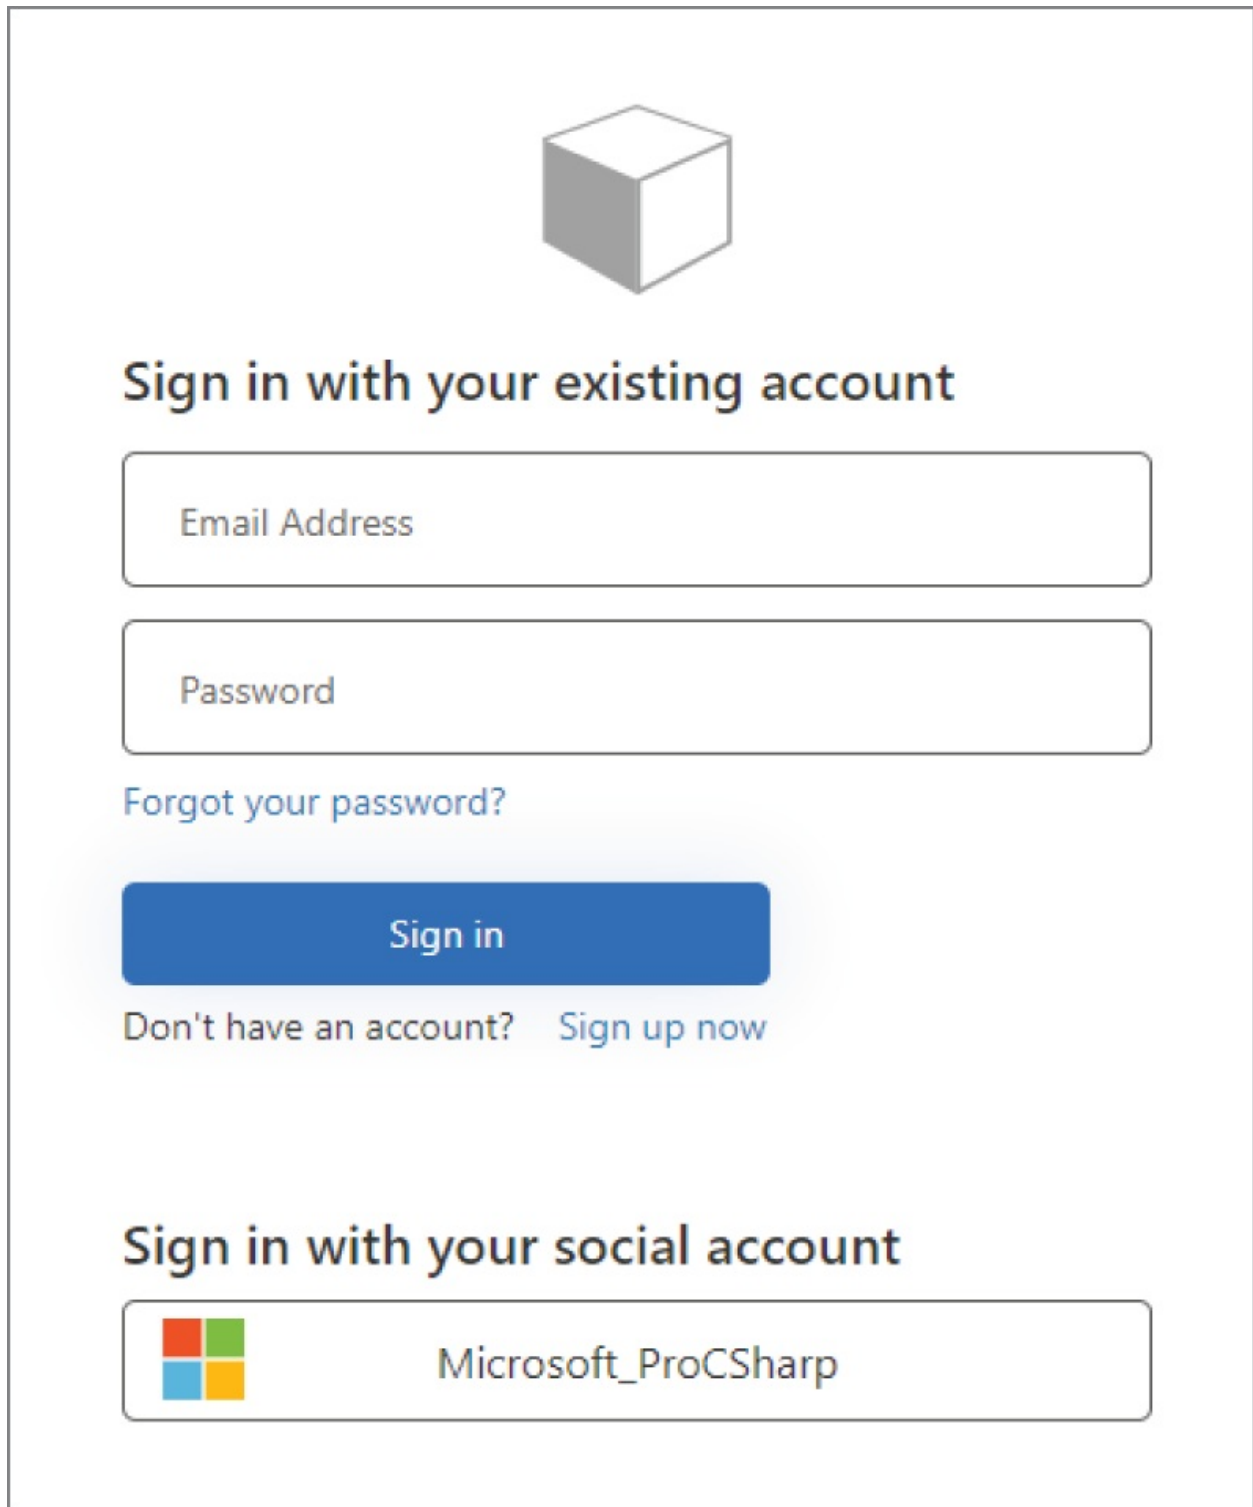 Sign in with your existing account
Email Address
Password
Forgot your password?
Sign in
Don't have an account? Sign up now
Sign in with your social account
Microsoft_ProCSharp